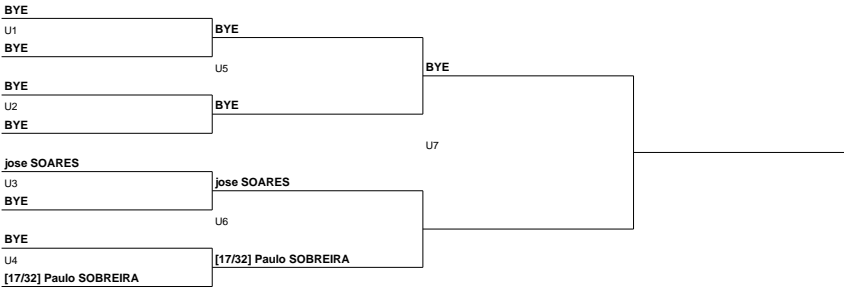 BYE
U1
BYE
BYE
U5
BYE
BYE
U2
BYE
BYE
U7
jose SOARES
U3
jose SOARES
BYE
U6
BYE
U4
[17/32] Paulo SOBREIRA
[17/32] Paulo SOBREIRA